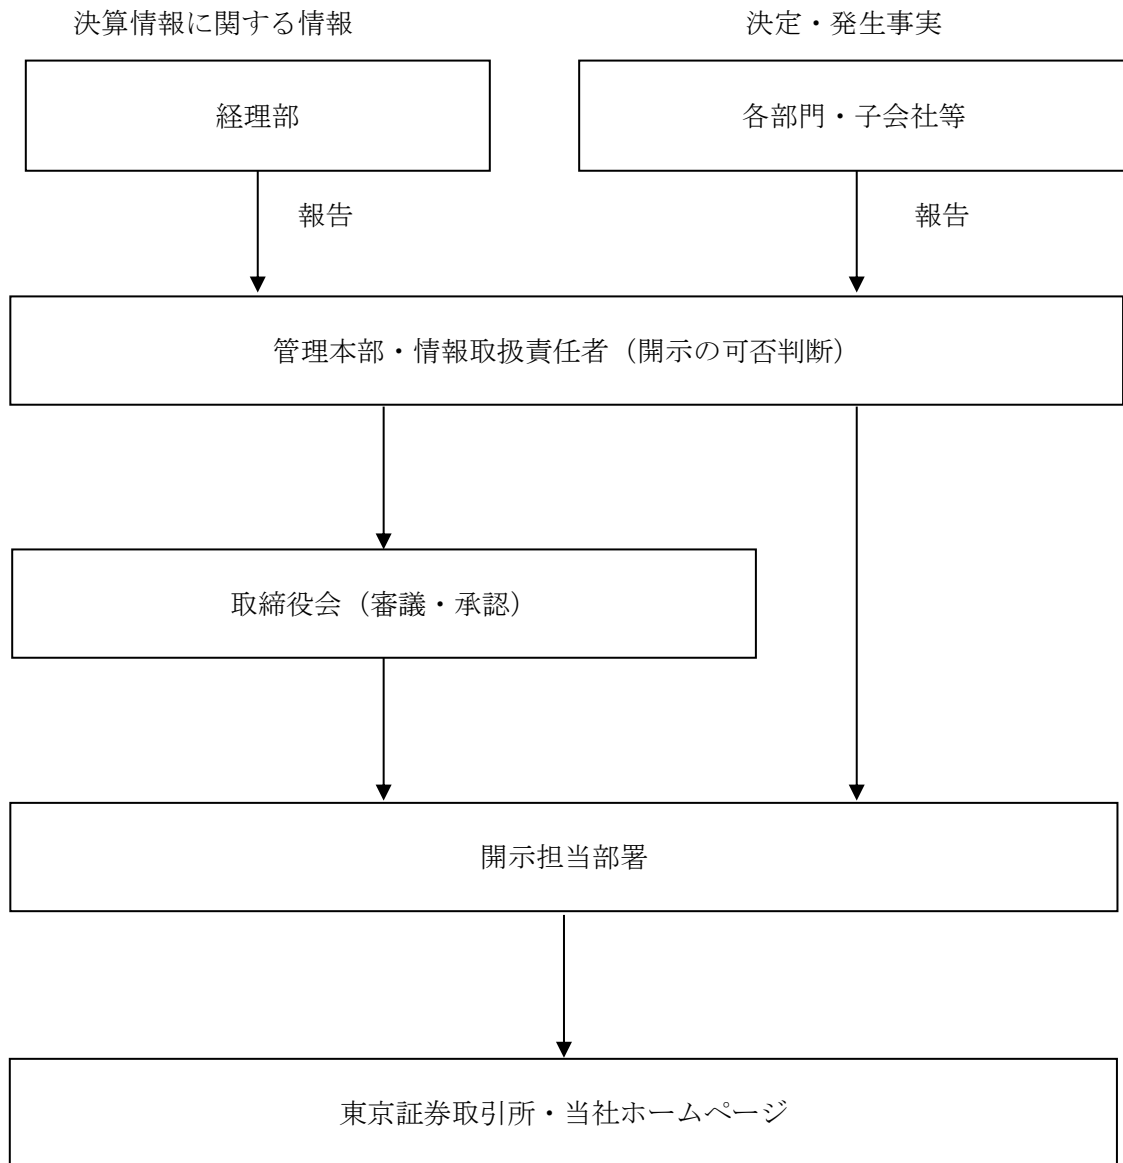 決算情報に関する情報
決定・発生事実
経理部
各部門・子会社等
報告
報告
管理本部・情報取扱責任者（開示の可否判断）
取締役会（審議・承認）
開示担当部署
東京証券取引所・当社ホームページ